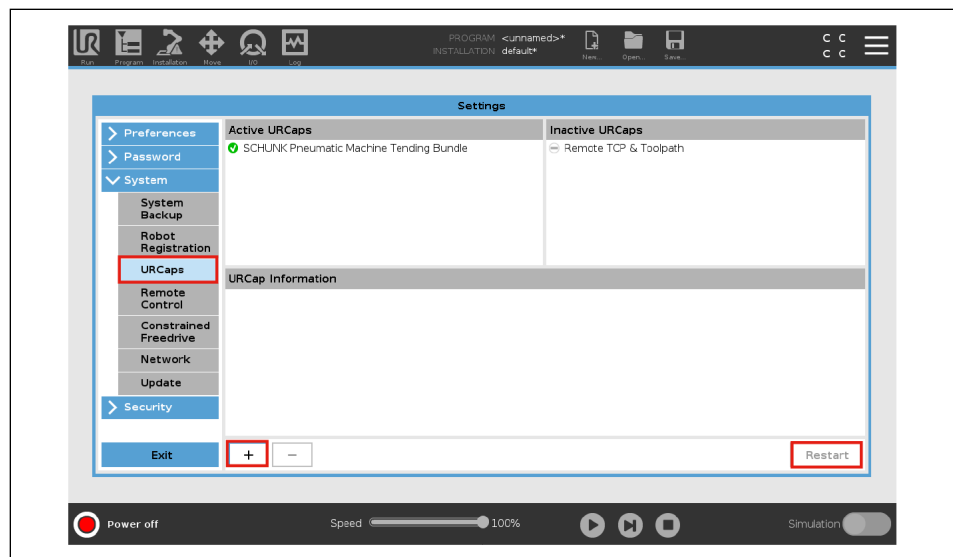 PROGRAM <unnamed>*
INSTALLATION default*
Run Program Installation Move I/O Log New... Open... Save...
C C
C C
Settings
Preferences
Password
System
System
Backup
Robot
Registration
URCaps
Remote
Control
Constrained
Freedrive
Network
Update
Security
Exit
Active URCaps
SCHUNK Pneumatic Machine Tending Bundle
Inactive URCaps
Remote TCP & Toolpath
URCap Information
+ −
Restart
Power off
Speed 100%
Simulation